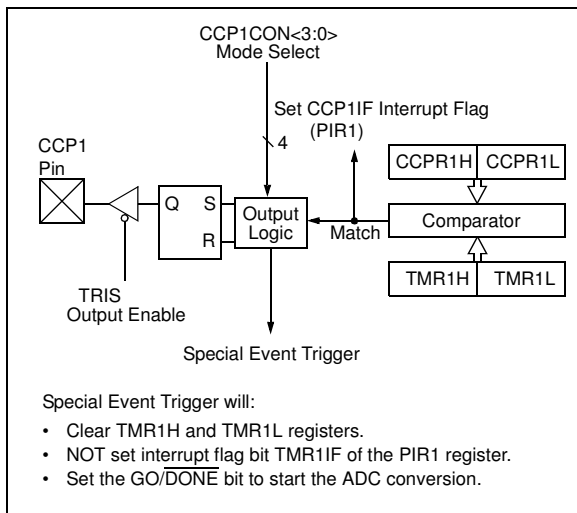 CCP1CON<3:0>
Mode Select
Set CCP1IF Interrupt Flag
(PIR1)
4
CCP1
Pin
CCPR1H CCPR1L
Q S
R
Output
Logic
Match
Comparator
TRIS
Output Enable
TMR1H TMR1L
Special Event Trigger
Special Event Trigger will:
• Clear TMR1H and TMR1L registers.
• NOT set interrupt flag bit TMR1IF of the PIR1 register.
• Set the GO/DONE bit to start the ADC conversion.